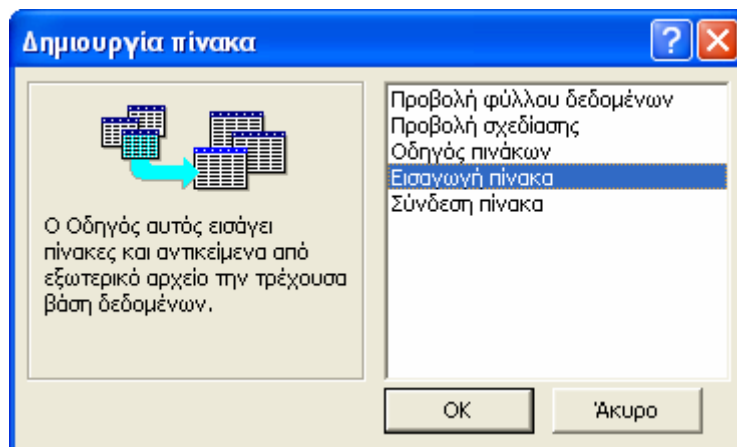 Δημιουργία πίνακα
Ο Οδηγός αυτός εισάγει
πίνακες και αντικείμενα από
εξωτερικό αρχείο την τρέχουσα
βάση δεδομένων.
Προβολή φύλλου δεδομένων
Προβολή σχεδίασης
Οδηγός πινάκων
Εισαγωγή πίνακα
Σύνδεση πίνακα
OK
Άκυρο